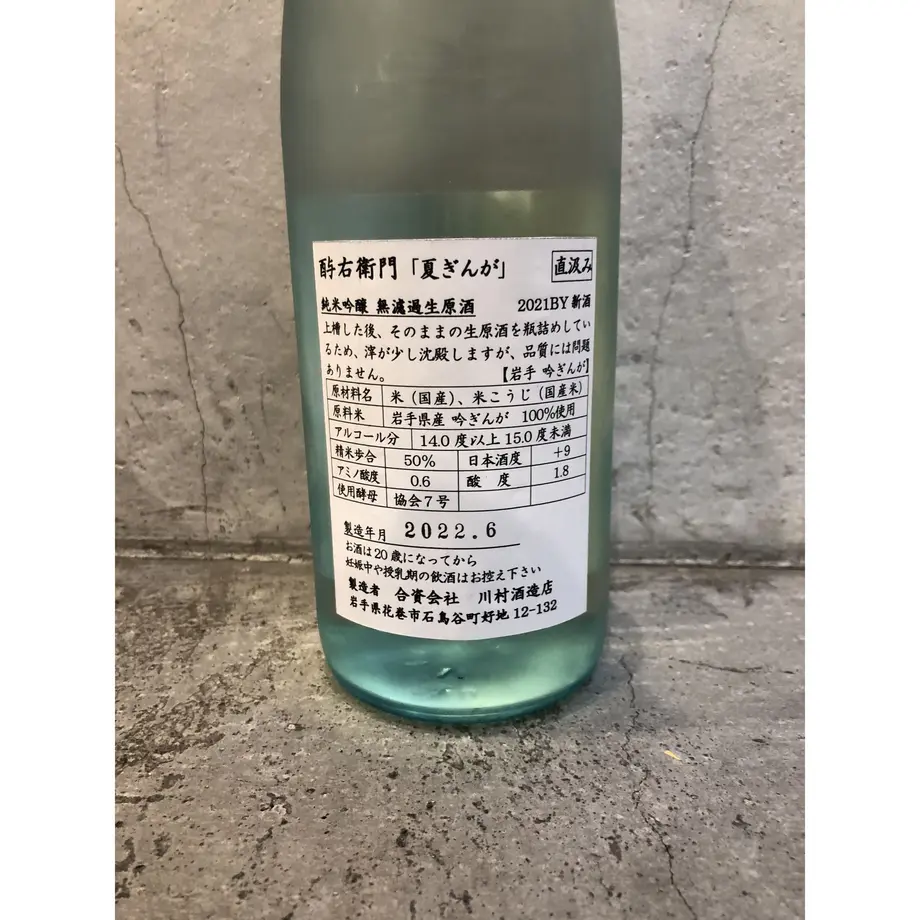 酔右衛門「夏ぎんが」 直汲み
純米吟醸 無濾過生原酒 2021BY 新酒
上槽した後、そのままの生原酒を瓶詰めしてい
るため、滓が少し沈殿しますが、品質には問題
ありません。 【岩手 吟ぎんが】
原材料名 米（国産）、米こうじ（国産米）
原料米 岩手県産 吟ぎんが 100%使用
アルコール分 14.0 度以上 15.0 度未満
精米歩合 50% 日本酒度 +9
アミノ酸度 0.6 酸 度 1.8
使用酵母 協会7号
製造年月 2022.6
お酒は20歳になってから
妊娠中や授乳期の飲酒はお控え下さい
製造者 合資会社 川村酒造店
岩手県花巻市石鳥谷町好地 12-132